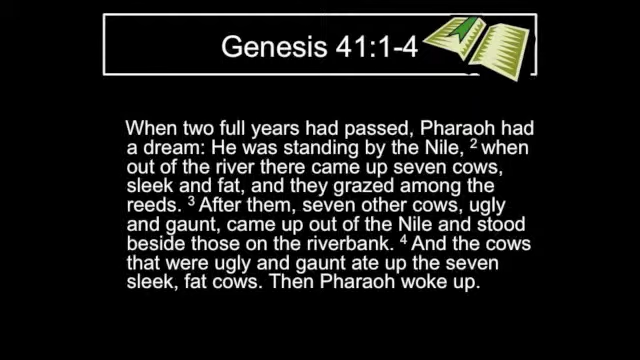 Genesis 41:1-4
When two full years had passed, Pharaoh had
a dream: He was standing by the Nile, 2 when
out of the river there came up seven cows,
sleek and fat, and they grazed among the
reeds. 3 After them, seven other cows, ugly
and gaunt, came up out of the Nile and stood
beside those on the riverbank. 4 And the cows
that were ugly and gaunt ate up the seven
sleek, fat cows. Then Pharaoh woke up.